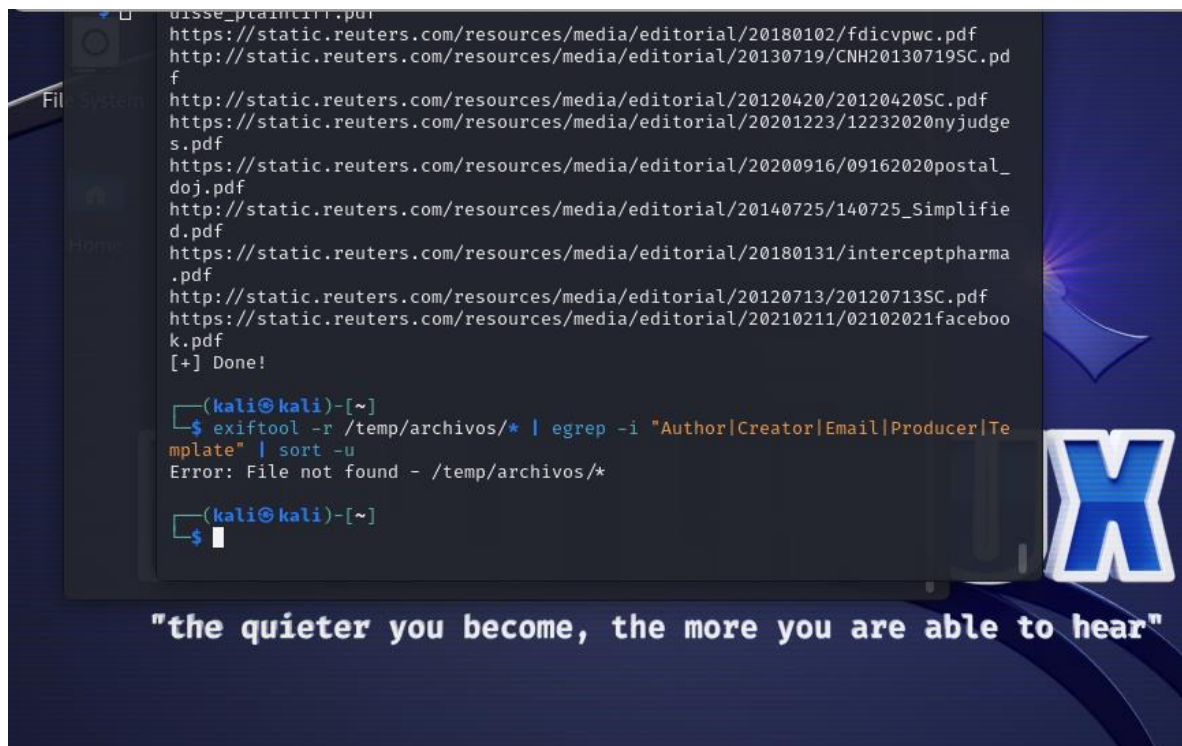 uisse_plaintiff.pdf
https://static.reuters.com/resources/media/editorial/20180102/fdicvpwc.pdf
http://static.reuters.com/resources/media/editorial/20130719/CNH20130719SC.pd
f
http://static.reuters.com/resources/media/editorial/20120420/20120420SC.pdf
https://static.reuters.com/resources/media/editorial/20201223/12232020nyjudge
s.pdf
https://static.reuters.com/resources/media/editorial/20200916/09162020postal_
doj.pdf
http://static.reuters.com/resources/media/editorial/20140725/140725_Simplifie
d.pdf
https://static.reuters.com/resources/media/editorial/20180131/interceptpharma
.pdf
http://static.reuters.com/resources/media/editorial/20120713/20120713SC.pdf
https://static.reuters.com/resources/media/editorial/20210211/02102021faceboo
k.pdf
[+] Done!
┌──(kali㉿kali)-[~]
└─$ exiftool -r /temp/archivos/* | egrep -i "Author|Creator|Email|Producer|Te
mplate" | sort -u
Error: File not found - /temp/archivos/*
┌──(kali㉿kali)-[~]
└─$
File System
Home
X
"the quieter you become, the more you are able to hear"